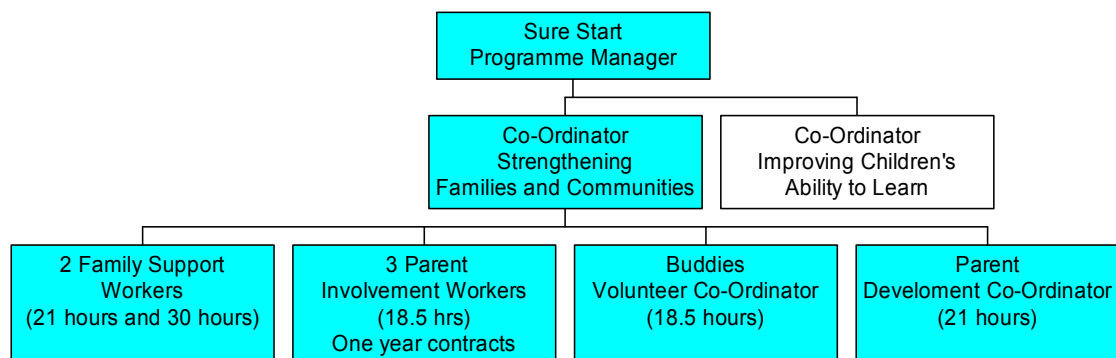 Sure Start
Programme Manager
Co-Ordinator
Strengthening
Families and Communities
Co-Ordinator
Improving Children's
Ability to Learn
2 Family Support
Workers
(21 hours and 30 hours)
3 Parent
Involvement Workers
(18.5 hrs)
One year contracts
Buddies
Volunteer Co-Ordinator
(18.5 hours)
Parent
Develoment Co-Ordinator
(21 hours)